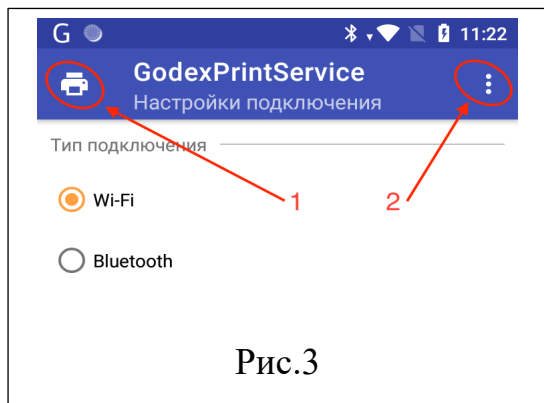 G 11:22
GodexPrintService
Настройки подключения
Тип подключения
Wi-Fi
1 2
Bluetooth
Рис.3